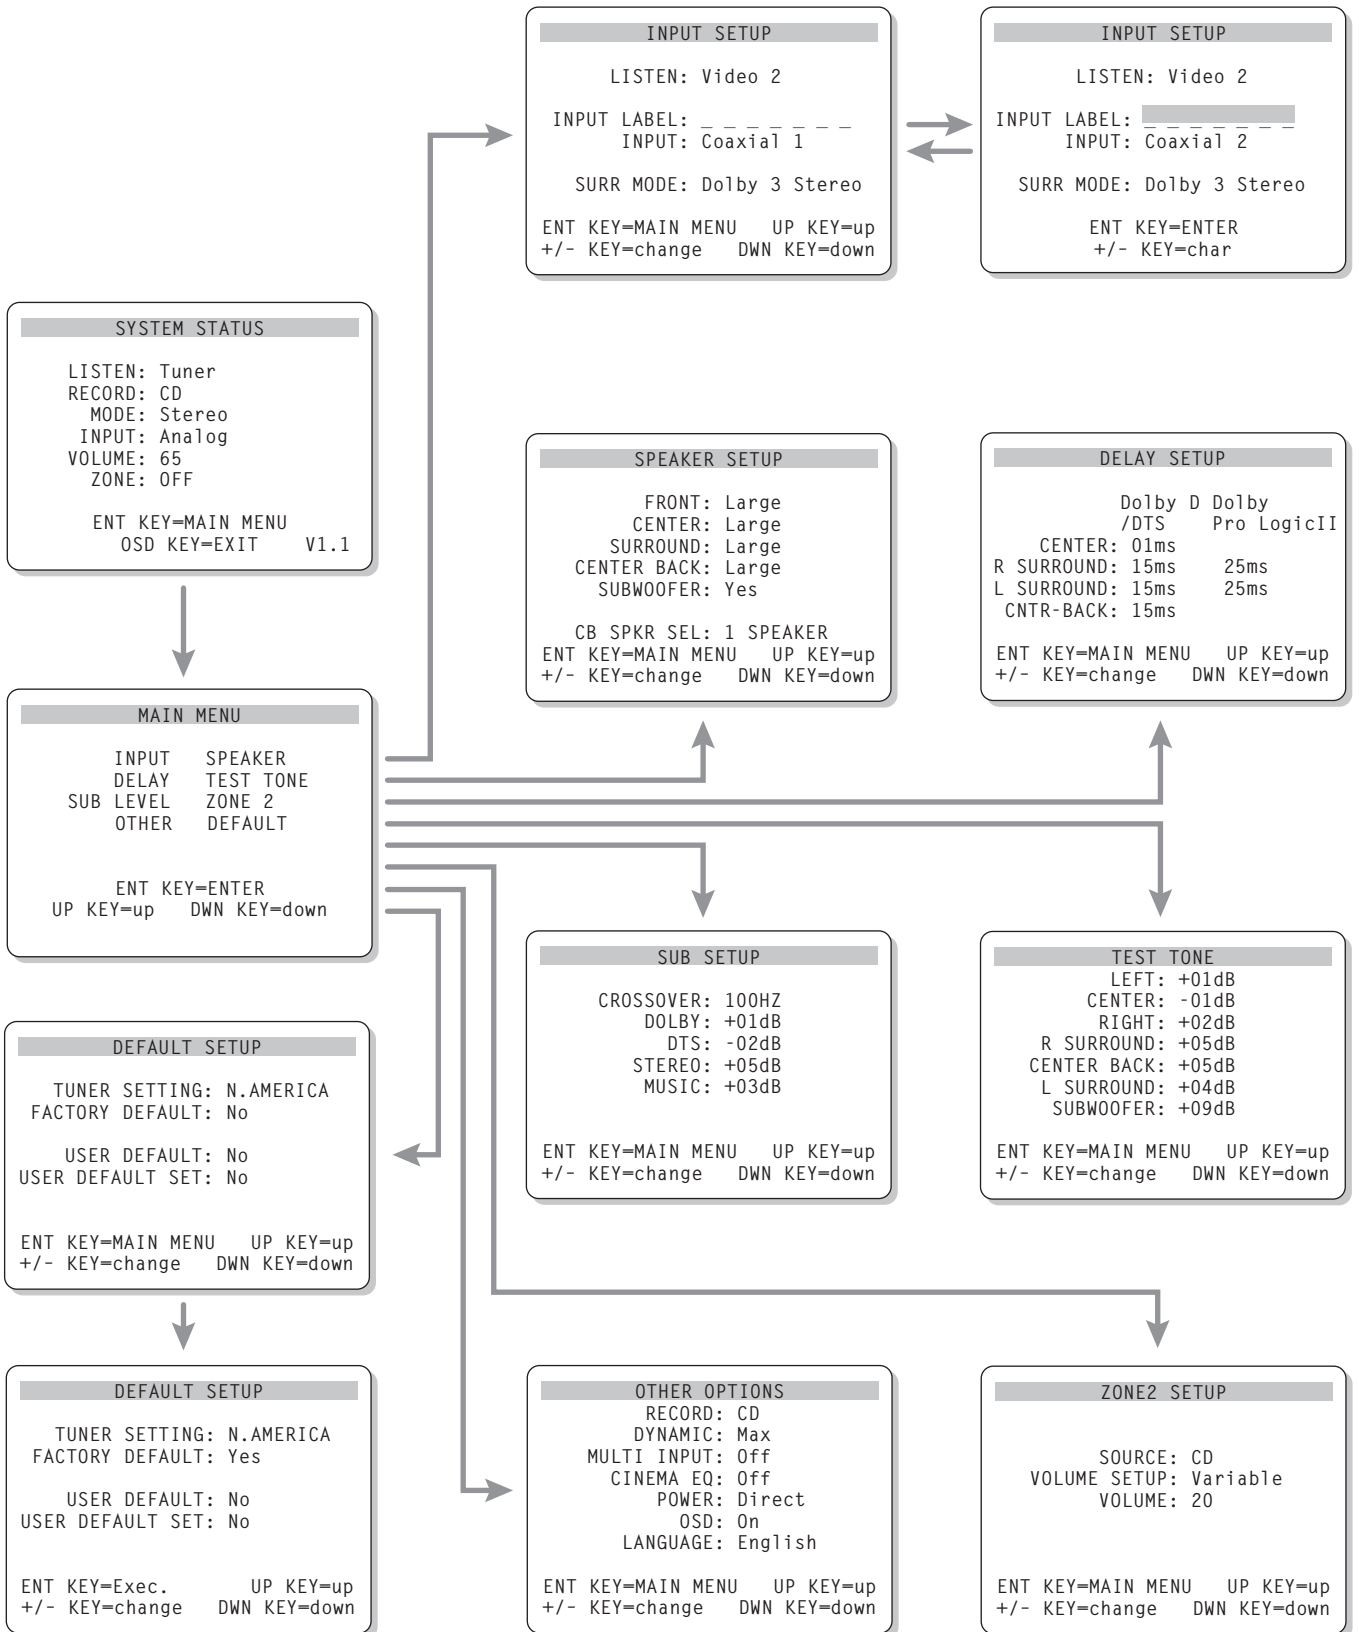 INPUT SETUP
LISTEN: Video 2
INPUT LABEL: _ _ _ _ _ _ _
INPUT: Coaxial 1
SURR MODE: Dolby 3 Stereo
ENT KEY=MAIN MENU UP KEY=up
+/- KEY=change DWN KEY=down
INPUT SETUP
LISTEN: Video 2
INPUT LABEL: _ _ _ _ _ _ _
INPUT: Coaxial 2
SURR MODE: Dolby 3 Stereo
ENT KEY=ENTER
+/- KEY=char
SYSTEM STATUS
LISTEN: Tuner
RECORD: CD
MODE: Stereo
INPUT: Analog
VOLUME: 65
ZONE: OFF
ENT KEY=MAIN MENU
OSD KEY=EXIT V1.1
SPEAKER SETUP
FRONT: Large
CENTER: Large
SURROUND: Large
CENTER BACK: Large
SUBWOOFER: Yes
CB SPKR SEL: 1 SPEAKER
ENT KEY=MAIN MENU UP KEY=up
+/- KEY=change DWN KEY=down
DELAY SETUP
Dolby D Dolby
/DTS Pro LogicII
CENTER: 01ms
R SURROUND: 15ms 25ms
L SURROUND: 15ms 25ms
CNTR-BACK: 15ms
ENT KEY=MAIN MENU UP KEY=up
+/- KEY=change DWN KEY=down
MAIN MENU
INPUT SPEAKER
DELAY TEST TONE
SUB LEVEL ZONE 2
OTHER DEFAULT
ENT KEY=ENTER
UP KEY=up DWN KEY=down
SUB SETUP
CROSSOVER: 100HZ
DOLBY: +01dB
DTS: -02dB
STEREO: +05dB
MUSIC: +03dB
ENT KEY=MAIN MENU UP KEY=up
+/- KEY=change DWN KEY=down
TEST TONE
LEFT: +01dB
CENTER: -01dB
RIGHT: +02dB
R SURROUND: +05dB
CENTER BACK: +05dB
L SURROUND: +04dB
SUBWOOFER: +09dB
ENT KEY=MAIN MENU UP KEY=up
+/- KEY=change DWN KEY=down
DEFAULT SETUP
TUNER SETTING: N.AMERICA
FACTORY DEFAULT: No
USER DEFAULT: No
USER DEFAULT SET: No
ENT KEY=MAIN MENU UP KEY=up
+/- KEY=change DWN KEY=down
DEFAULT SETUP
TUNER SETTING: N.AMERICA
FACTORY DEFAULT: Yes
USER DEFAULT: No
USER DEFAULT SET: No
ENT KEY=Exec. UP KEY=up
+/- KEY=change DWN KEY=down
OTHER OPTIONS
RECORD: CD
DYNAMIC: Max
MULTI INPUT: Off
CINEMA EQ: Off
POWER: Direct
OSD: On
LANGUAGE: English
ENT KEY=MAIN MENU UP KEY=up
+/- KEY=change DWN KEY=down
ZONE2 SETUP
SOURCE: CD
VOLUME SETUP: Variable
VOLUME: 20
ENT KEY=MAIN MENU UP KEY=up
+/- KEY=change DWN KEY=down